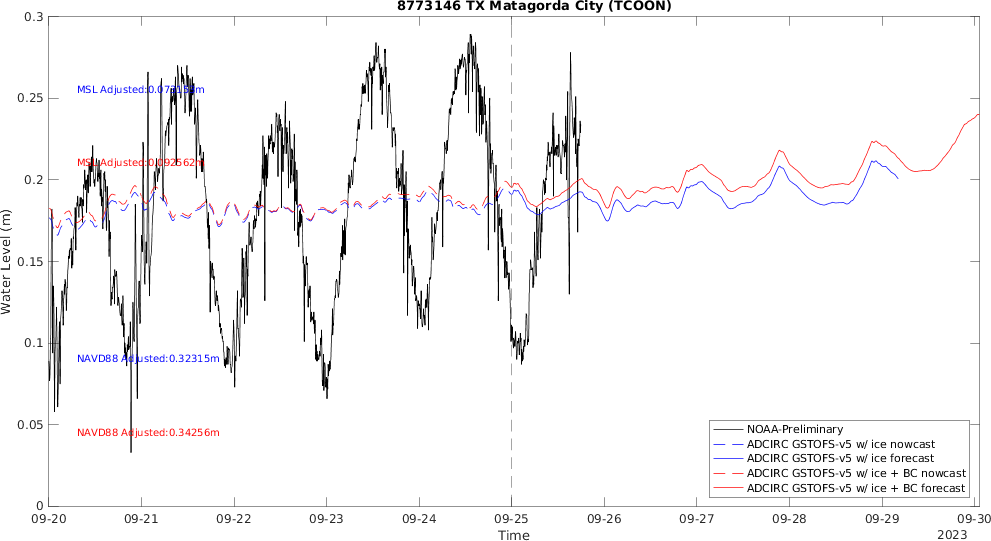 8773146 TX Matagorda City (TCOON)
0.3
0.25
0.2
0.15
0.1
0.05
0
Water Level (m)
MSL Adjusted:
MSL Adjusted:0.092562m
NAVD88 Adjusted:0.32315m
NAVD88 Adjusted:0.34256m
NOAA-Preliminary
ADCIRC GSTOFS-v5 w/ ice nowcast
ADCIRC GSTOFS-v5 w/ ice forecast
ADCIRC GSTOFS-v5 w/ ice + BC nowcast
ADCIRC GSTOFS-v5 w/ ice + BC forecast
09-20 09-21 09-22 09-23 09-24 09-25 09-26 09-27 09-28 09-29 09-30
Time
2023